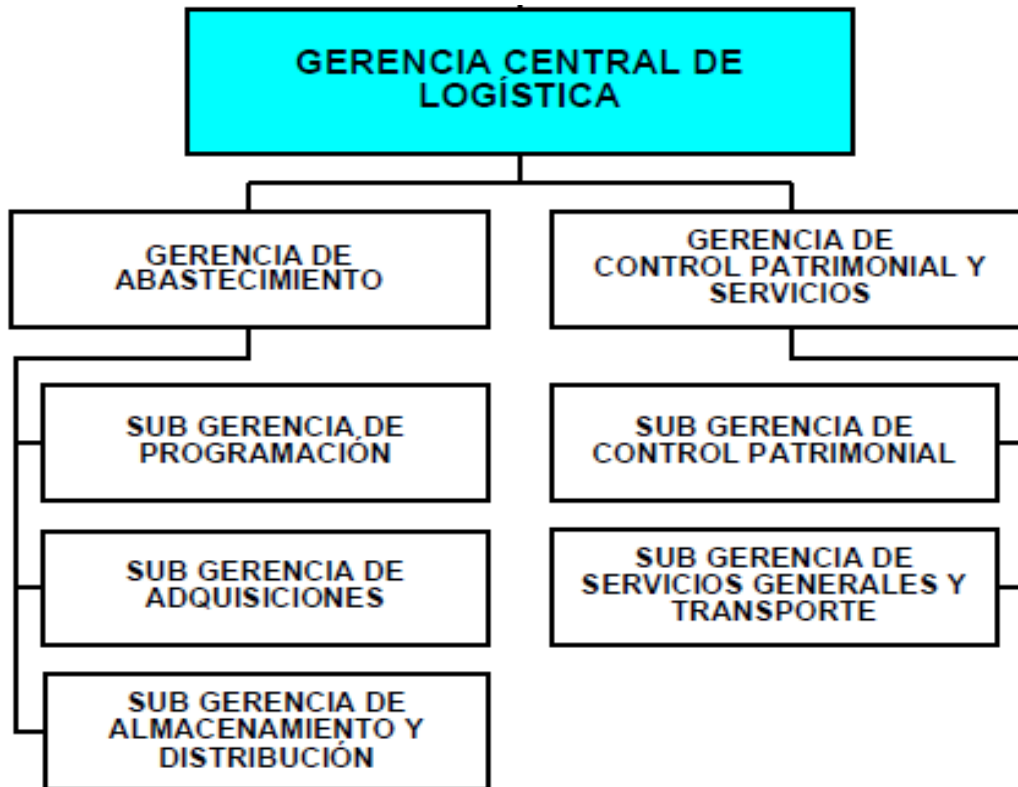 GERENCIA CENTRAL DE
LOGÍSTICA
GERENCIA DE
ABASTECIMIENTO
GERENCIA DE
CONTROL PATRIMONIAL Y
SERVICIOS
SUB GERENCIA DE
PROGRAMACIÓN
SUB GERENCIA DE
CONTROL PATRIMONIAL
SUB GERENCIA DE
ADQUISICIONES
SUB GERENCIA DE
SERVICIOS GENERALES Y
TRANSPORTE
SUB GERENCIA DE
ALMACENAMIENTO Y
DISTRIBUCIÓN